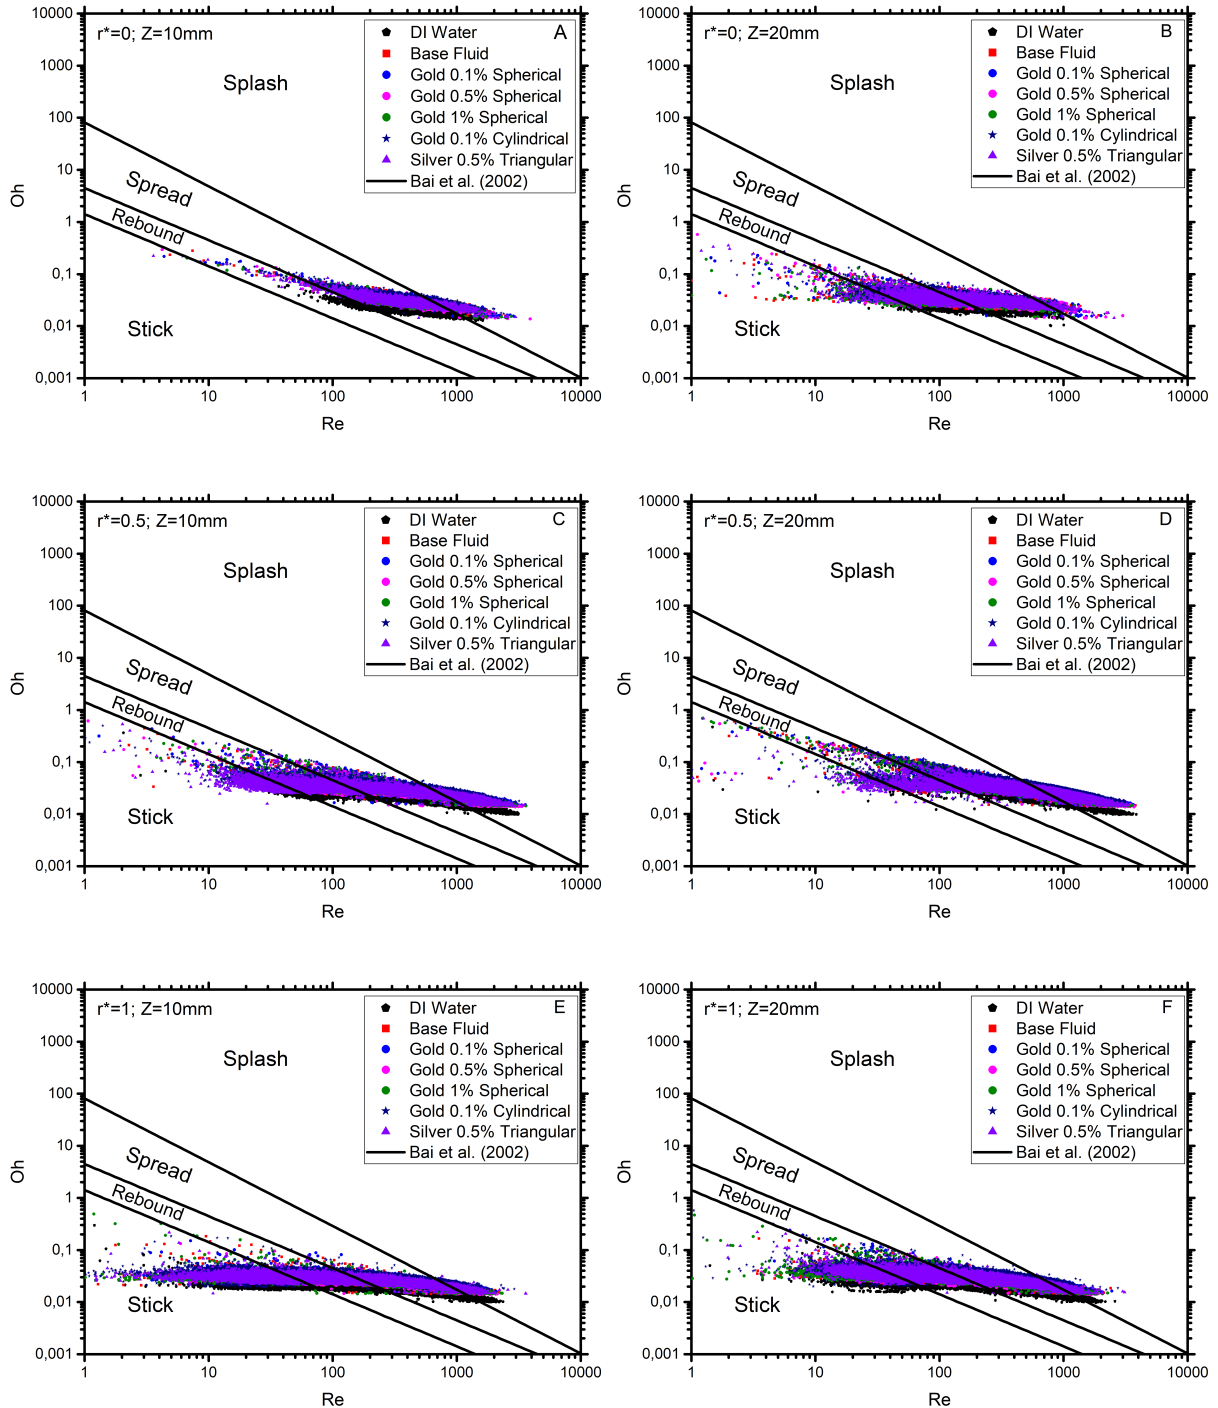 r*=0; Z=10mm
A
DI Water
Base Fluid
Gold 0.1% Spherical
Gold 0.5% Spherical
Gold 1% Spherical
Gold 0.1% Cylindrical
Silver 0.5% Triangular
Bai et al. (2002)
Splash
Spread
Rebound
Stick
Oh
10000
1000
100
10
1
0,1
0,01
0,001
1 10 100 1000 10000
Re
r*=0; Z=20mm
B
DI Water
Base Fluid
Gold 0.1% Spherical
Gold 0.5% Spherical
Gold 1% Spherical
Gold 0.1% Cylindrical
Silver 0.5% Triangular
Bai et al. (2002)
Splash
Spread
Rebound
Stick
Oh
10000
1000
100
10
1
0,1
0,01
0,001
1 10 100 1000 10000
Re
r*=0.5; Z=10mm
C
DI Water
Base Fluid
Gold 0.1% Spherical
Gold 0.5% Spherical
Gold 1% Spherical
Gold 0.1% Cylindrical
Silver 0.5% Triangular
Bai et al. (2002)
Splash
Spread
Rebound
Stick
Oh
10000
1000
100
10
1
0,1
0,01
0,001
1 10 100 1000 10000
Re
r*=0.5; Z=20mm
D
DI Water
Base Fluid
Gold 0.1% Spherical
Gold 0.5% Spherical
Gold 1% Spherical
Gold 0.1% Cylindrical
Silver 0.5% Triangular
Bai et al. (2002)
Splash
Spread
Rebound
Stick
Oh
10000
1000
100
10
1
0,1
0,01
0,001
1 10 100 1000 10000
Re
r*=1; Z=10mm
E
DI Water
Base Fluid
Gold 0.1% Spherical
Gold 0.5% Spherical
Gold 1% Spherical
Gold 0.1% Cylindrical
Silver 0.5% Triangular
Bai et al. (2002)
Splash
Spread
Rebound
Stick
Oh
10000
1000
100
10
1
0,1
0,01
0,001
1 10 100 1000 10000
Re
r*=1; Z=20mm
F
DI Water
Base Fluid
Gold 0.1% Spherical
Gold 0.5% Spherical
Gold 1% Spherical
Gold 0.1% Cylindrical
Silver 0.5% Triangular
Bai et al. (2002)
Splash
Spread
Rebound
Stick
Oh
10000
1000
100
10
1
0,1
0,01
0,001
1 10 100 1000 10000
Re